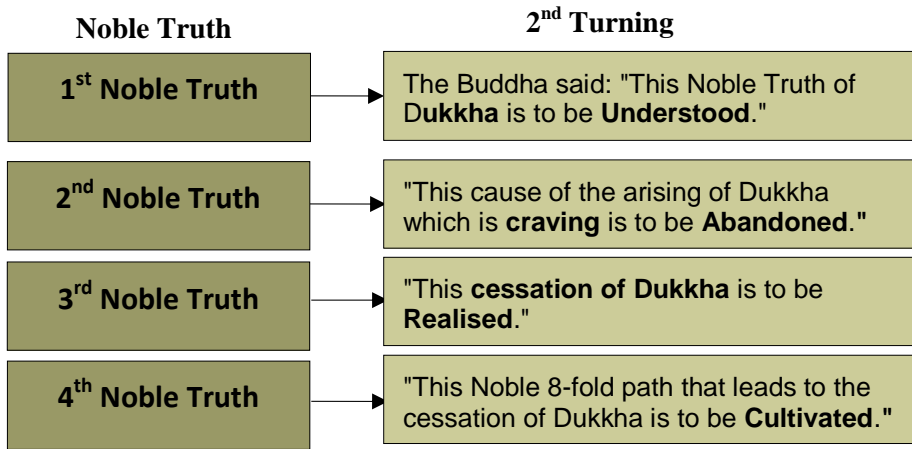 Noble Truth
2nd Turning
1st Noble Truth
The Buddha said: "This Noble Truth of
Dukkha is to be Understood."
2nd Noble Truth
"This cause of the arising of Dukkha
which is craving is to be Abandoned."
3rd Noble Truth
"This cessation of Dukkha is to be
Realised."
4th Noble Truth
"This Noble 8-fold path that leads to the
cessation of Dukkha is to be Cultivated."